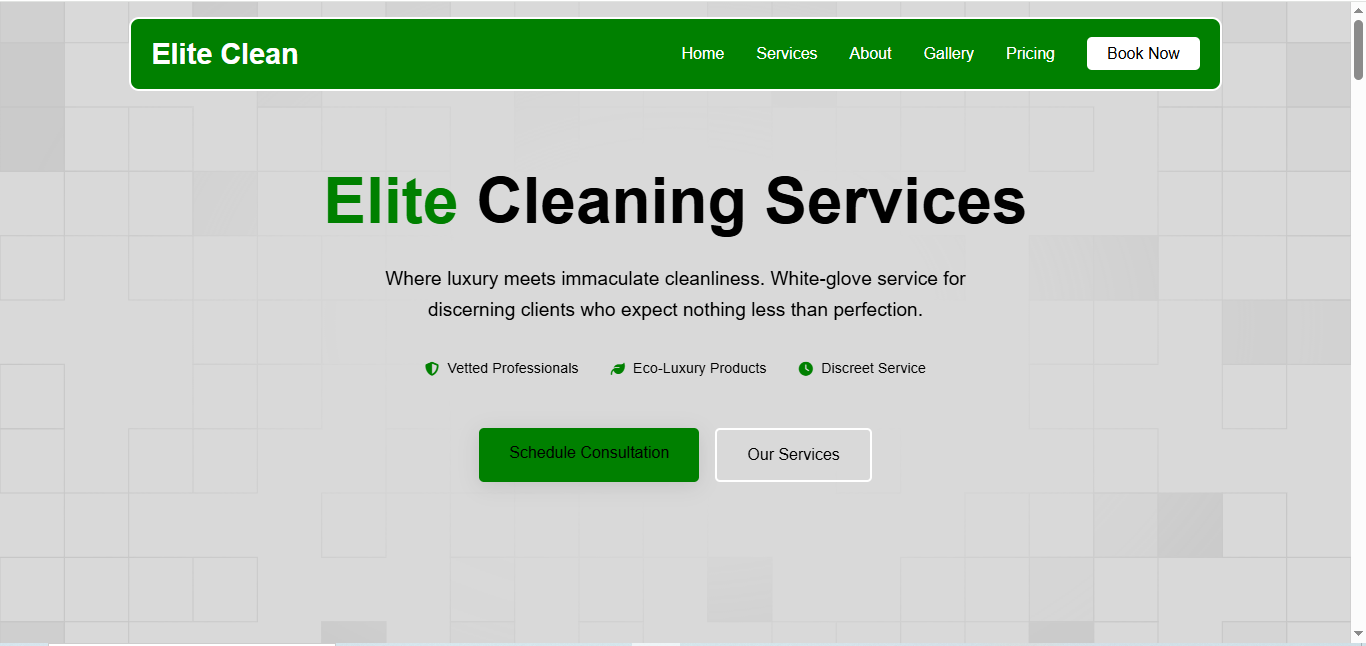 Elite Clean
Home Services About Gallery Pricing Book Now
Elite Cleaning Services
Where luxury meets immaculate cleanliness. White-glove service for
discerning clients who expect nothing less than perfection.
Vetted Professionals Eco-Luxury Products Discreet Service
Schedule Consultation Our Services